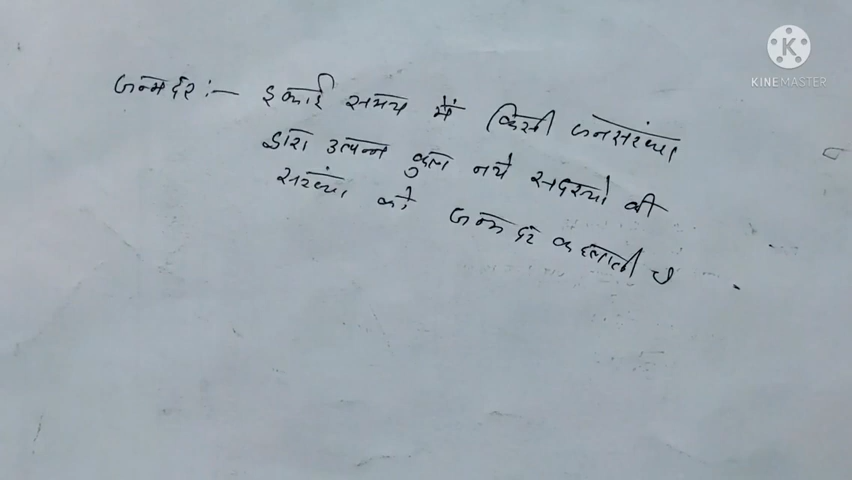 KINEMASTER
जन्मदर :- इकाई समय में किसी जनसंख्या
द्वारा उत्पन्न कुल नये सदस्यों की
संख्या को जन्म दर कहलाती है